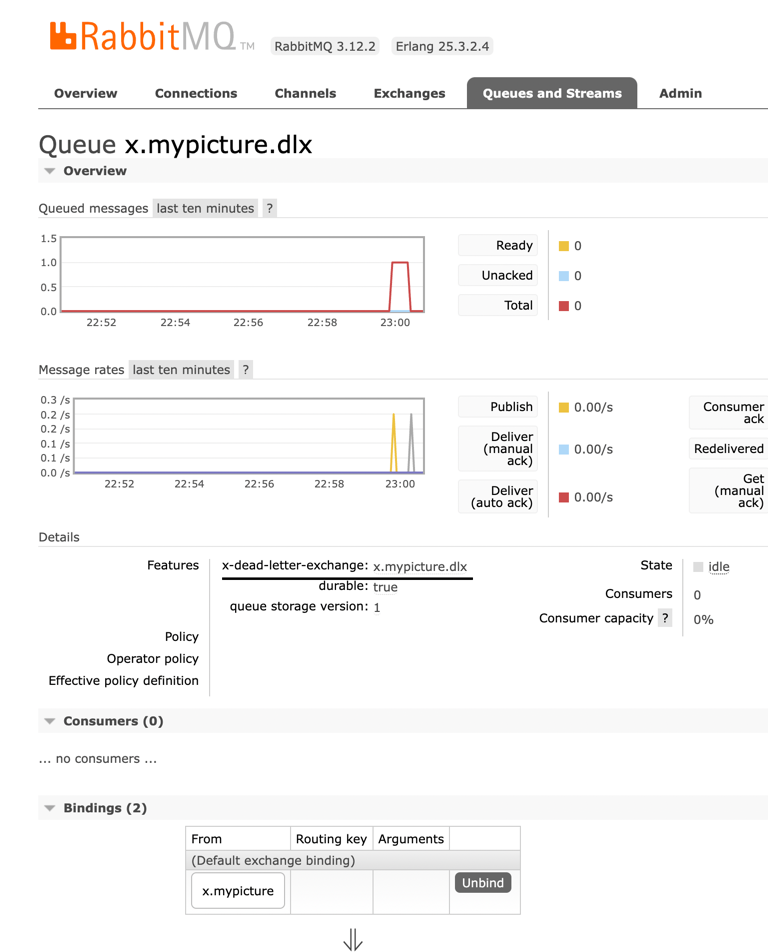 RabbitMQ TM RabbitMQ 3.12.2 Erlang 25.3.2.4
Overview Connections Channels Exchanges Queues and Streams Admin
Queue x.mypicture.dlx
Overview
Queued messages last ten minutes ?
1.5
1.0
0.5
0.0
22:52 22:54 22:56 22:58 23:00
Ready 0
Unacked 0
Total 0
Message rates last ten minutes ?
0.3 /s
0.2 /s
0.2 /s
0.1 /s
0.1 /s
0.0 /s
22:52 22:54 22:56 22:58 23:00
Publish 0.00/s
Deliver
(manual
ack)
0.00/s
Deliver
(auto ack)
0.00/s
Consumer
ack
Redelivered
Get
(manual
ack)
Details
Features x-dead-letter-exchange: x.mypicture.dlx
durable: true
queue storage version: 1
Policy
Operator policy
Effective policy definition
State idle
Consumers 0
Consumer capacity ? 0%
Consumers (0)
... no consumers ...
Bindings (2)
From Routing key Arguments
(Default exchange binding)
x.mypicture Unbind